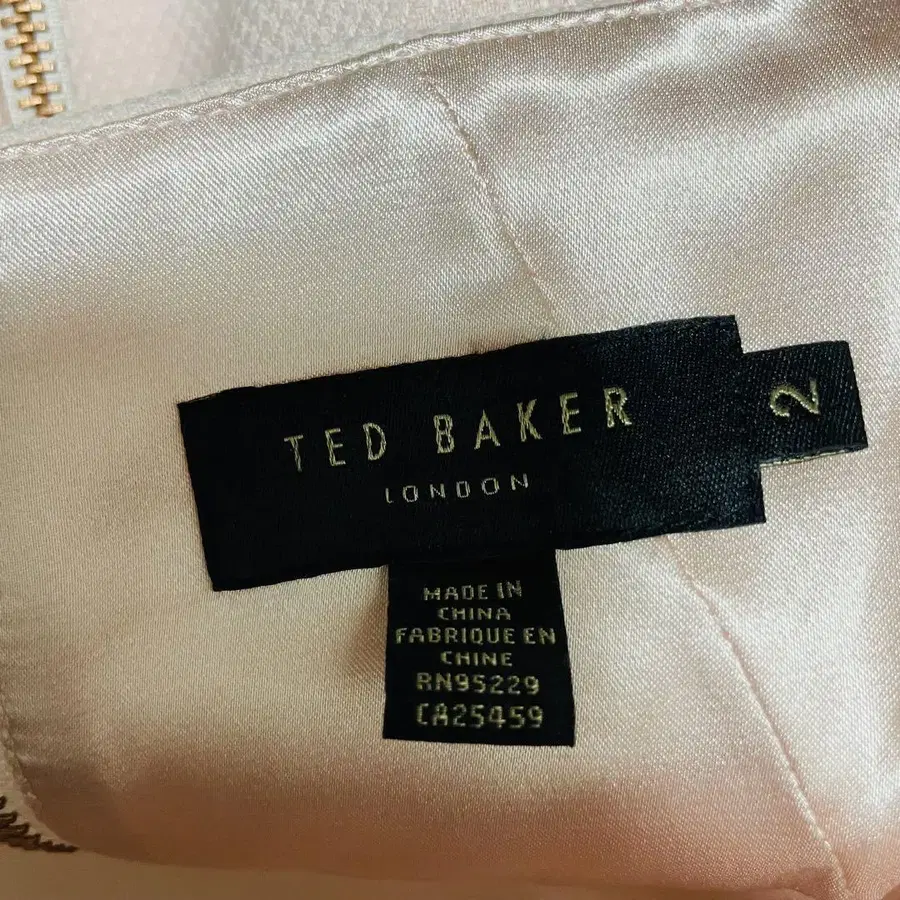 TED BAKER
LONDON
2
MADE IN
CHINA
FABRIQUE EN
CHINE
RN95229
CA25459